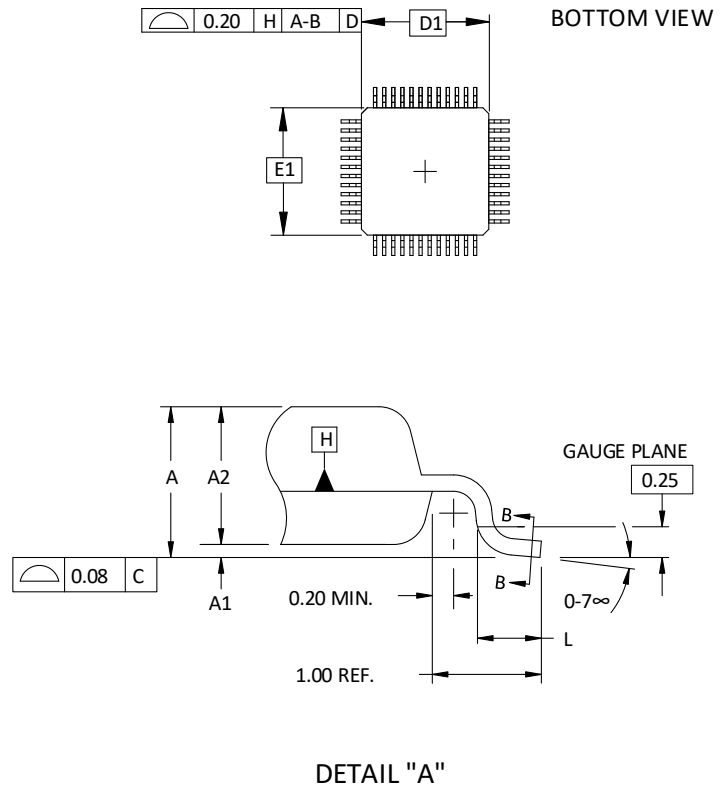 0.20 H A-B D
D1
BOTTOM VIEW
E1
H
GAUGE PLANE
0.25
A
A2
B
0.08 C
A1
0.20 MIN.
B
0-7∞
L
1.00 REF.
DETAIL "A"